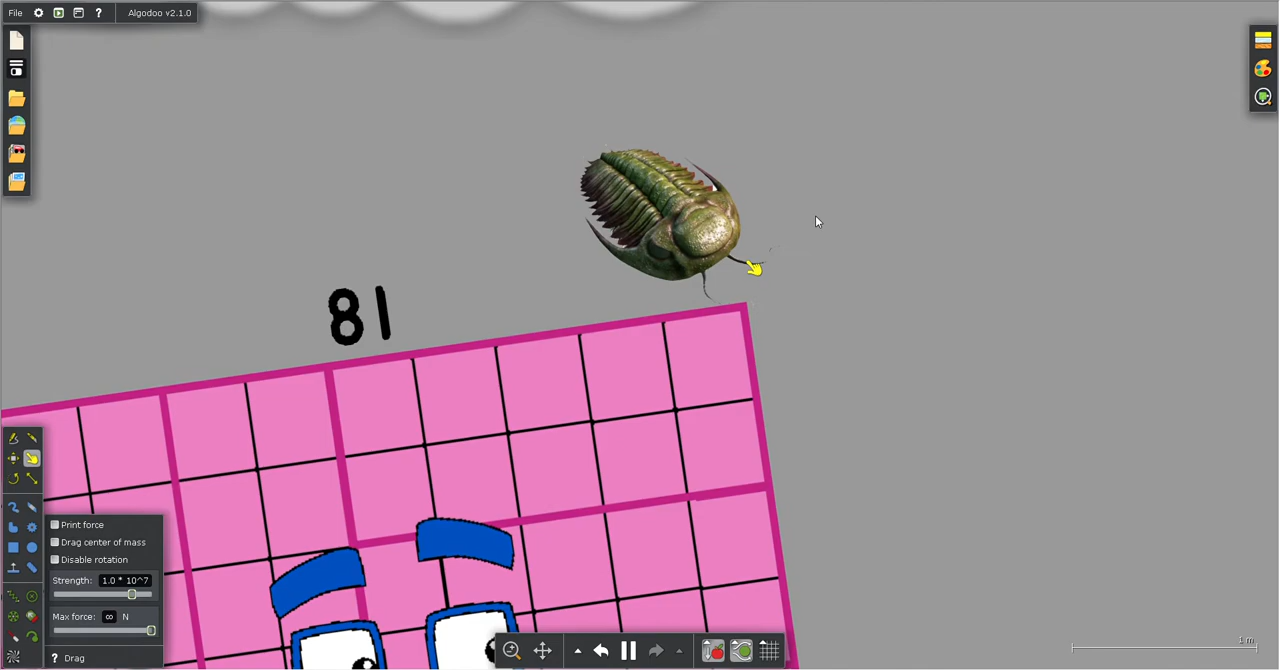 File ? Algodoo v2.1.0
81
Print force
Drag center of mass
Disable rotation
Strength: 1.0 * 10^7
Max force: ∞ N
? Drag
1 m